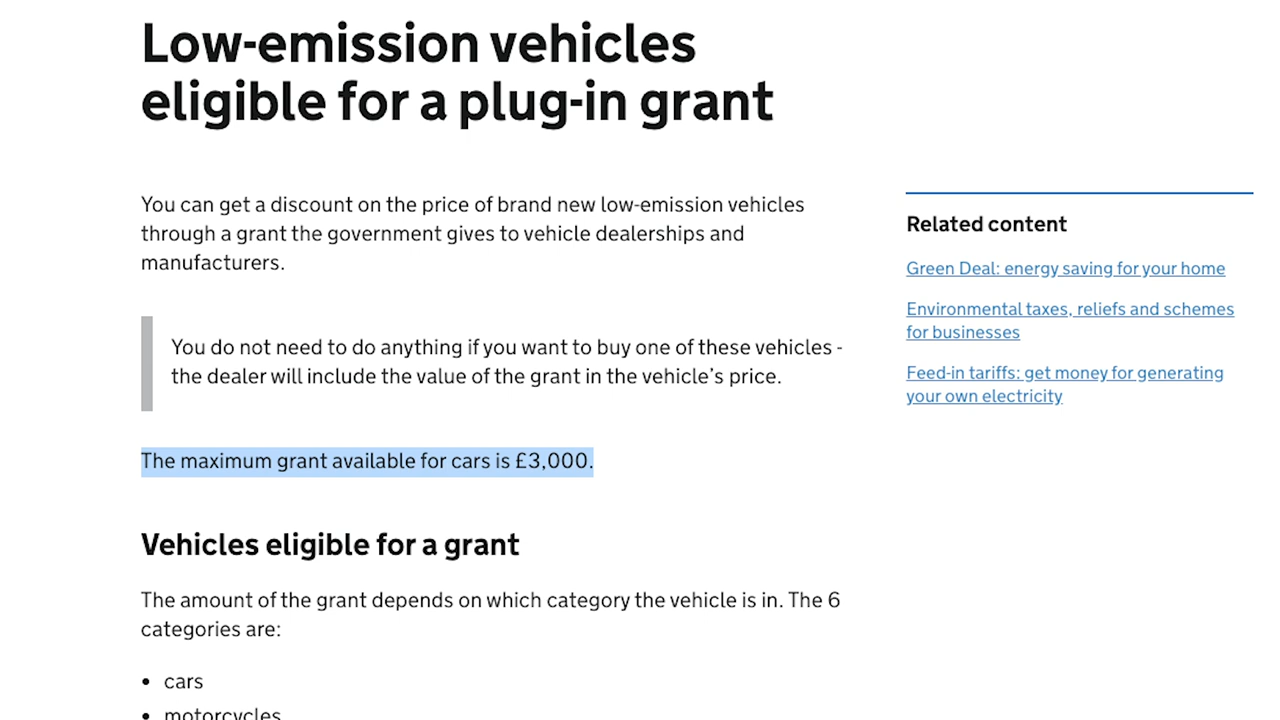 Low-emission vehicles
eligible for a plug-in grant
You can get a discount on the price of brand new low-emission vehicles
through a grant the government gives to vehicle dealerships and
manufacturers.
You do not need to do anything if you want to buy one of these vehicles -
the dealer will include the value of the grant in the vehicle’s price.
The maximum grant available for cars is £3,000.
Vehicles eligible for a grant
The amount of the grant depends on which category the vehicle is in. The 6
categories are:
• cars
• motorcycles
Related content
Green Deal: energy saving for your home
Environmental taxes, reliefs and schemes
for businesses
Feed-in tariffs: get money for generating
your own electricity